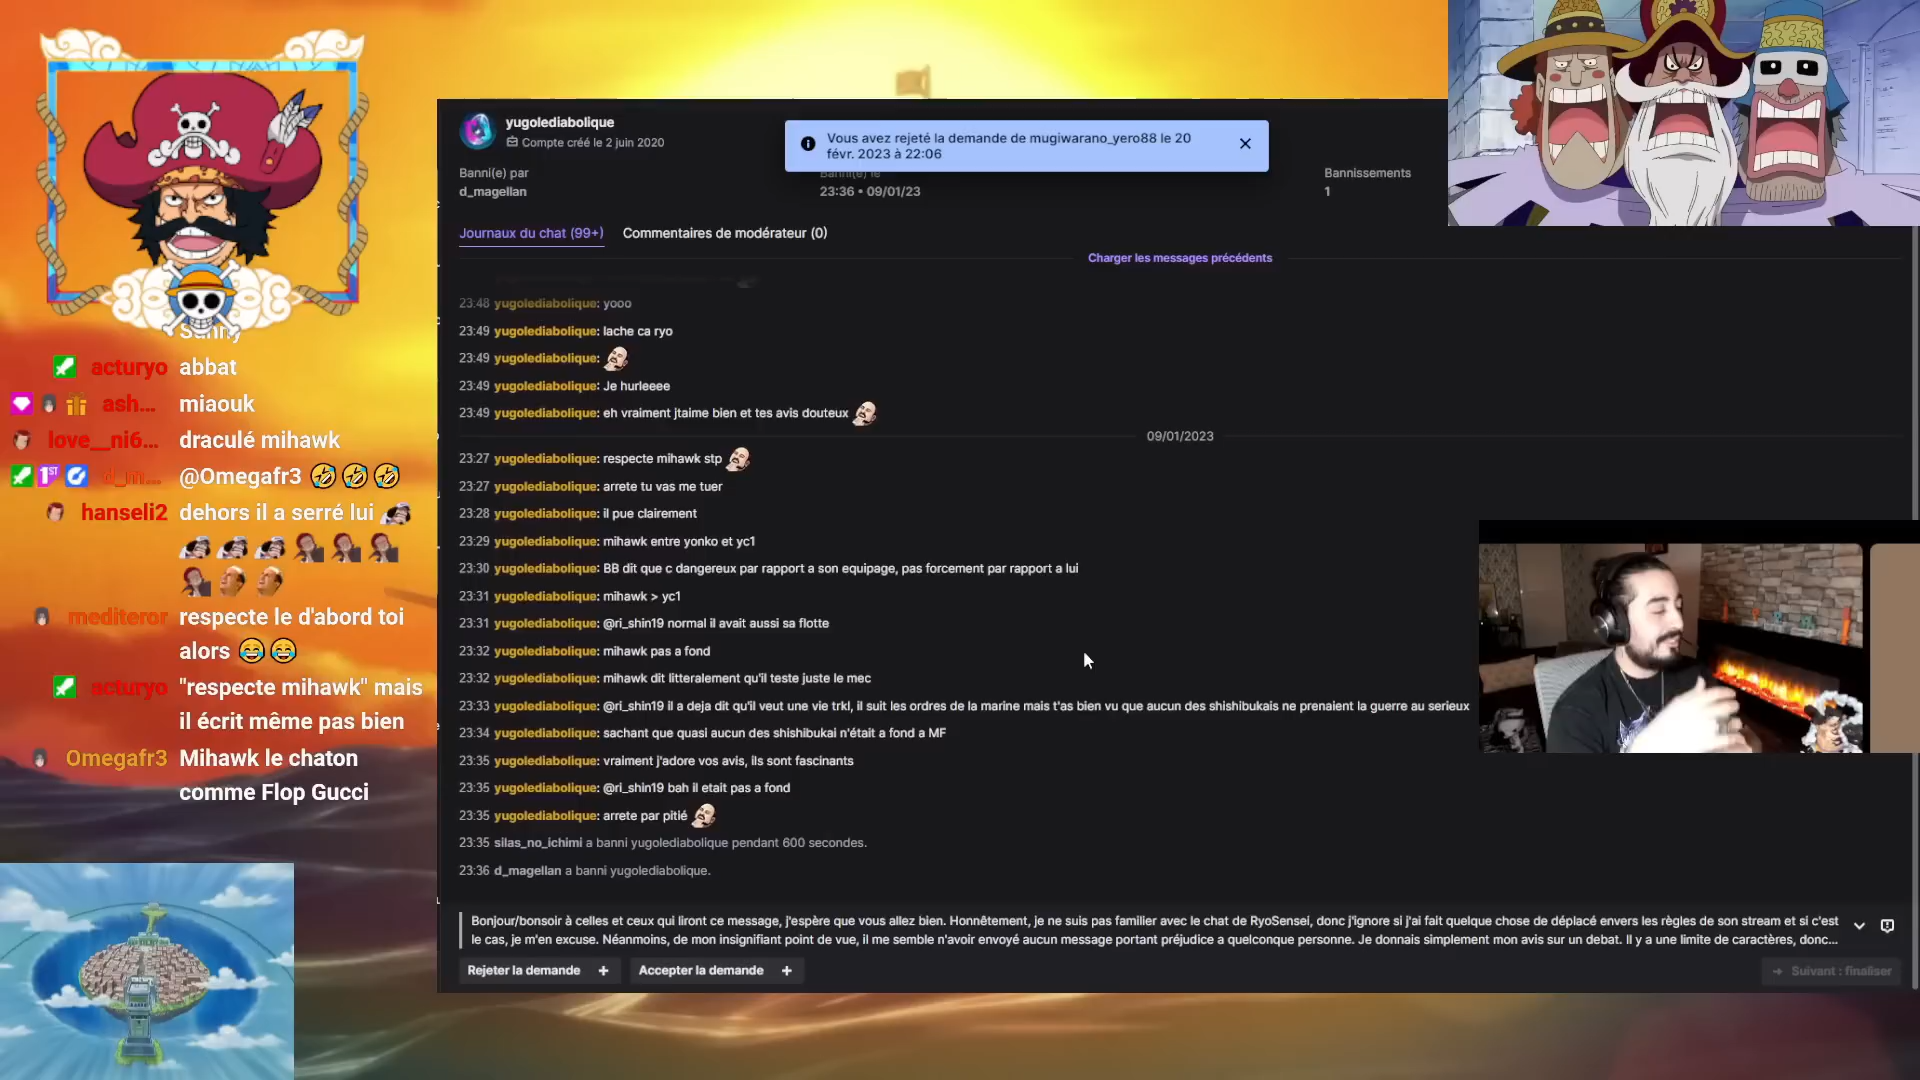 yugolediabolique
Compte créé le 2 juin 2020
Vous avez rejeté la demande de mugiwarano_yero88 le 20
févr. 2023 à 22:06
Banni(e) par
d_magellan
Banni(e) le
23:36 • 09/01/23
Bannissements
1
Journaux du chat (99+)
Commentaires de modérateur (0)
Charger les messages précédents
23:48 yugolediabolique: yooo
23:49 yugolediabolique: lache ca ryo
23:49 yugolediabolique:
23:49 yugolediabolique: Je hurleeee
23:49 yugolediabolique: eh vraiment jtaime bien et tes avis douteux
09/01/2023
23:27 yugolediabolique: respecte mihawk stp
23:27 yugolediabolique: arrete tu vas me tuer
23:28 yugolediabolique: il pue clairement
23:29 yugolediabolique: mihawk entre yonko et yc1
23:30 yugolediabolique: BB dit que c dangereux par rapport a son equipage, pas forcement par rapport a lui
23:31 yugolediabolique: mihawk > yc1
23:31 yugolediabolique: @ri_shin19 normal il avait aussi sa flotte
23:32 yugolediabolique: mihawk pas a fond
23:32 yugolediabolique: mihawk dit litteralement qu'il teste juste le mec
23:33 yugolediabolique: @ri_shin19 il a deja dit qu'il veut une vie trkl, il suit les ordres de la marine mais t'as bien vu que aucun des shishibukais ne prenaient la guerre au serieux
23:34 yugolediabolique: sachant que quasi aucun des shishibukai n'était a fond a MF
23:35 yugolediabolique: vraiment j'adore vos avis, ils sont fascinants
23:35 yugolediabolique: @ri_shin19 bah il etait pas a fond
23:35 yugolediabolique: arrete par pitié
23:35 silas_no_ichimi a banni yugolediabolique pendant 600 secondes.
23:36 d_magellan a banni yugolediabolique.
Bonjour/bonsoir à celles et ceux qui liront ce message, j'espère que vous allez bien. Honnêtement, je ne suis pas familier avec le chat de RyoSensei, donc j'ignore si j'ai fait quelque chose de déplacé envers les règles de son stream et si c'est
le cas, je m'en excuse. Néanmoins, de mon insignifiant point de vue, il me semble n'avoir envoyé aucun message portant préjudice a quelconque personne. Je donnais simplement mon avis sur un debat. Il y a une limite de caractères, donc...
Rejeter la demande +
Accepter la demande +
→ Suivant : finaliser
Sunny
acturyo abbat
ash... miaouk
love__ni6... draculé mihawk
1ST d_m... @Omegafr3 🤣🤣🤣
hanseli2 dehors il a serré lui
mediteror respecte le d'abord toi
alors 😂😂
acturyo "respecte mihawk" mais
il écrit même pas bien
Omegafr3 Mihawk le chaton
comme Flop Gucci